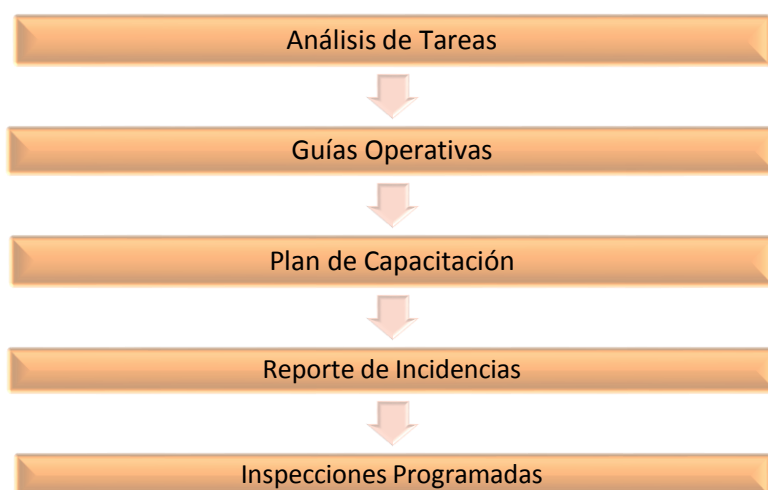 Análisis de Tareas
Guías Operativas
Plan de Capacitación
Reporte de Incidencias
Inspecciones Programadas